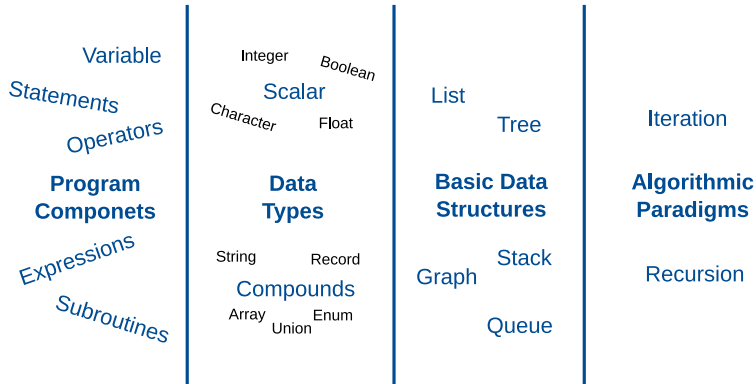 Variable
Statements
Operators
Program
Componets
Expressions
Subroutines
Integer
Boolean
Scalar
Character
Float
Data
Types
String
Record
Compounds
Array
Enum
Union
List
Tree
Basic Data
Structures
Stack
Graph
Queue
Iteration
Algorithmic
Paradigms
Recursion